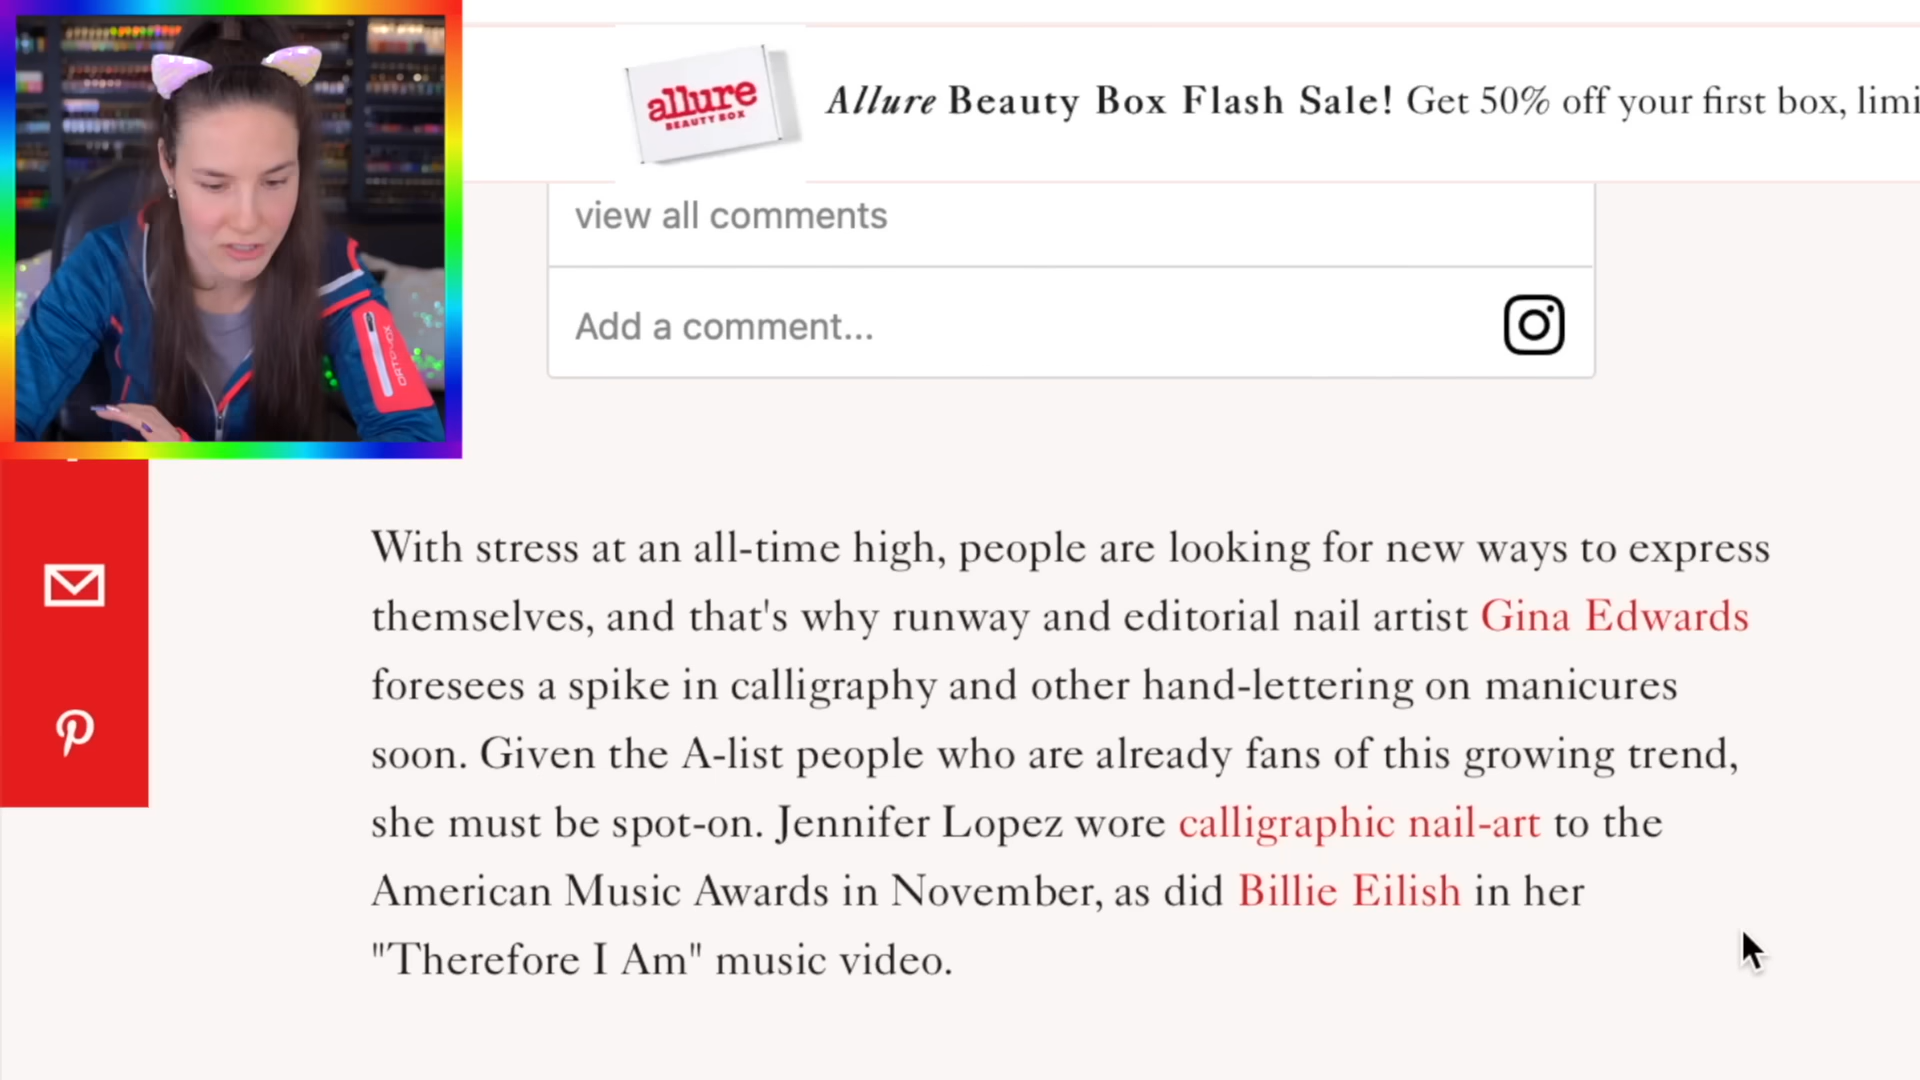 allure
BEAUTY BOX
Allure Beauty Box Flash Sale! Get 50% off your first box, limi
view all comments
Add a comment...
ORTOVOX
With stress at an all-time high, people are looking for new ways to express
themselves, and that's why runway and editorial nail artist Gina Edwards
foresees a spike in calligraphy and other hand-lettering on manicures
soon. Given the A-list people who are already fans of this growing trend,
she must be spot-on. Jennifer Lopez wore calligraphic nail-art to the
American Music Awards in November, as did Billie Eilish in her
"Therefore I Am" music video.